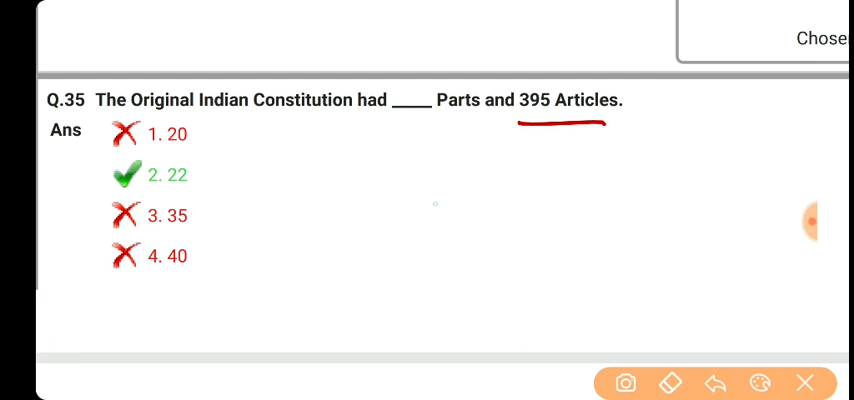 Chose
Q.35 The Original Indian Constitution had ____ Parts and 395 Articles.
Ans 1. 20
2. 22
3. 35
4. 40